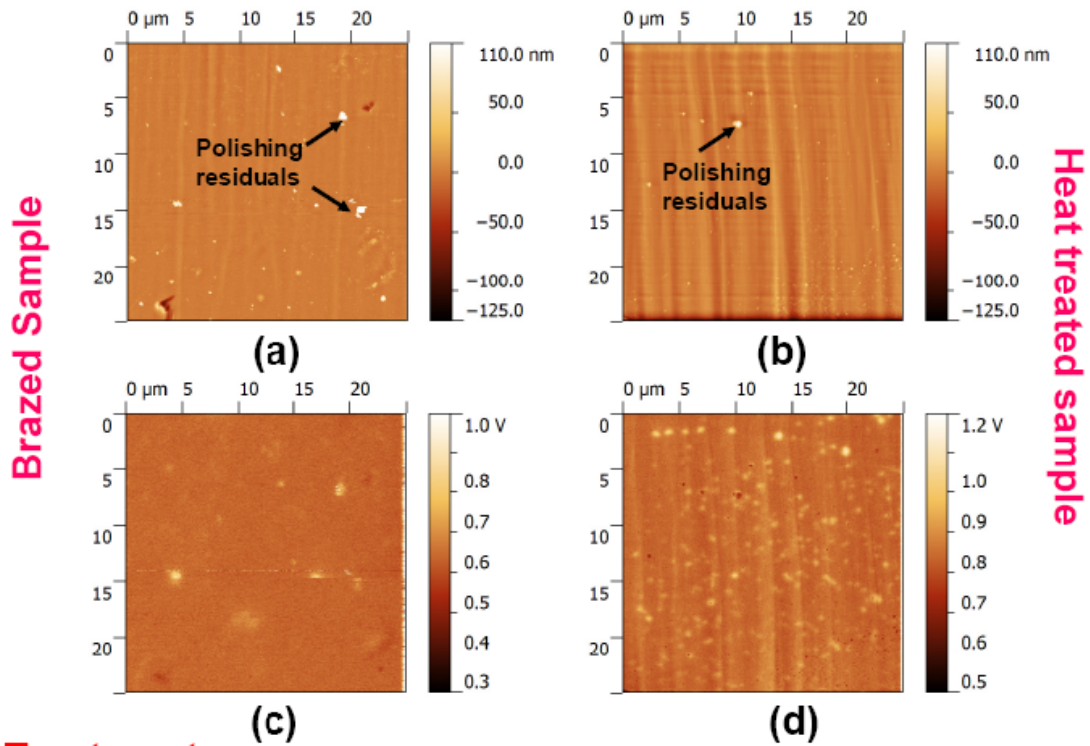 0 µm 5 10 15 20
0
5
10
15
20
110.0 nm
50.0
0.0
−50.0
−100.0
−125.0
Polishing
residuals
(a)
0 µm 5 10 15 20
0
5
10
15
20
110.0 nm
50.0
0.0
−50.0
−100.0
−125.0
Polishing
residuals
(b)
Brazed Sample
Heat treated sample
0 µm 5 10 15 20
0
5
10
15
20
1.0 V
0.8
0.7
0.6
0.5
0.4
0.3
(c)
0 µm 5 10 15 20
0
5
10
15
20
1.2 V
1.0
0.9
0.8
0.7
0.6
0.5
(d)